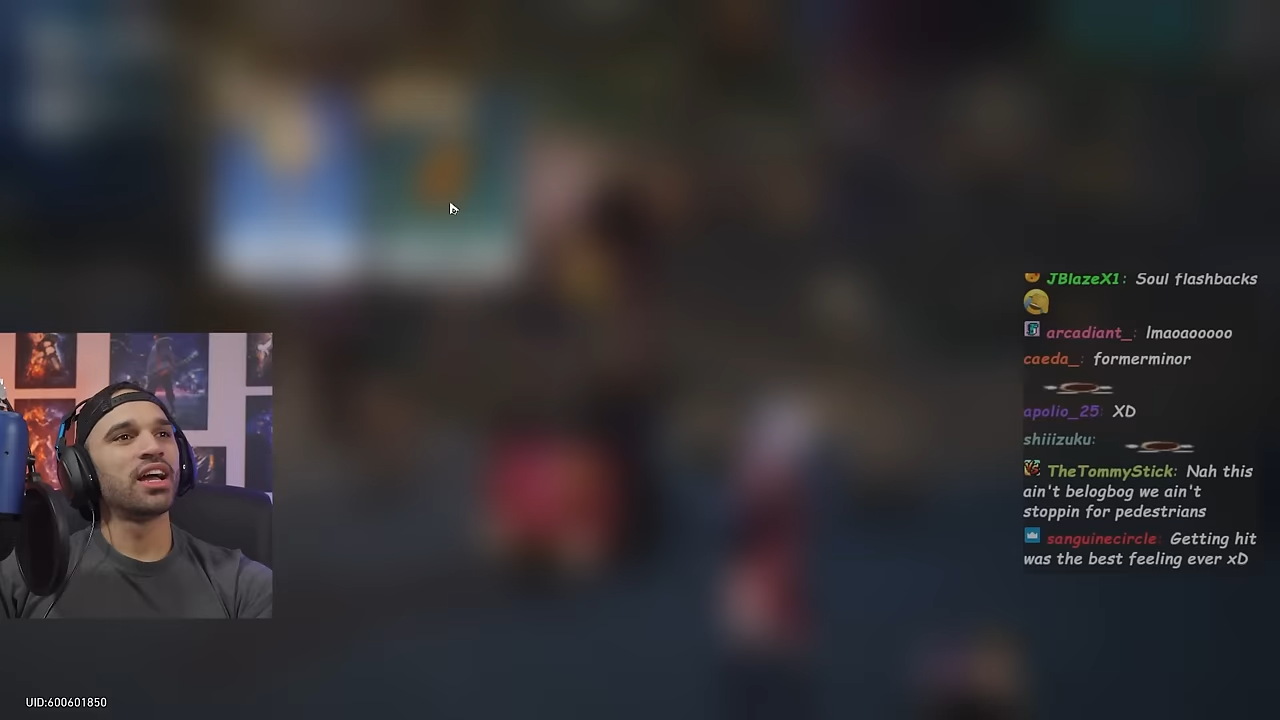 JBlazeX1: Soul flashbacks
arcadiant_: lmaoaooooo
caeda_: formerminor
apolio_25: XD
shiiizuku:
TheTommyStick: Nah this
ain't belogbog we ain't
stoppin for pedestrians
sanguinecircle: Getting hit
was the best feeling ever xD
UID:600601850